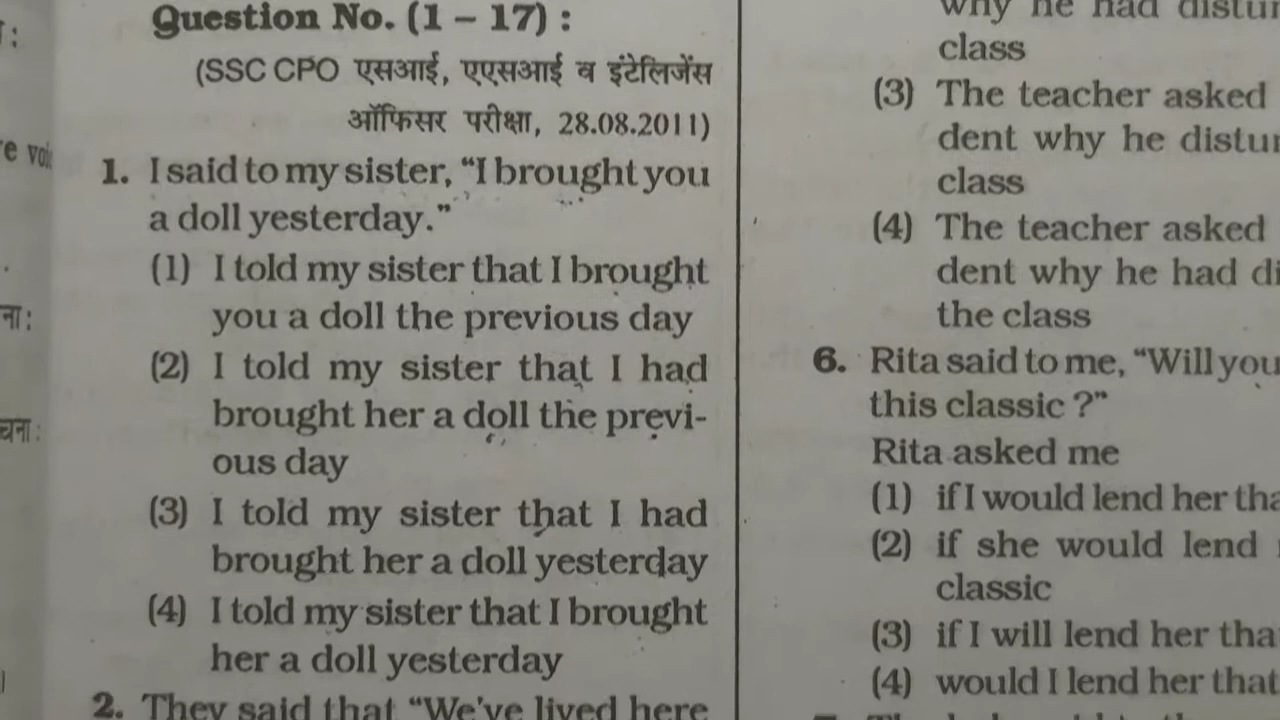 Question No. (1 – 17) :
(SSC CPO एसआई, एएसआई व इंटेलिजेंस
ऑफिसर परीक्षा, 28.08.2011)
1. I said to my sister, “I brought you
a doll yesterday.”
(1) I told my sister that I brought
you a doll the previous day
(2) I told my sister that I had
brought her a doll the previ-
ous day
(3) I told my sister that I had
brought her a doll yesterday
(4) I told my sister that I brought
her a doll yesterday
2. They said that “We've lived here
why he had
class
(3) The teacher asked
dent why he
class
(4) The teacher asked
dent why he had
the class
6. Rita said to me, “Will you
this classic ?”
Rita asked me
(1) if I would lend her
(2) if she would lend
classic
(3) if I will lend her
(4) would I lend her that